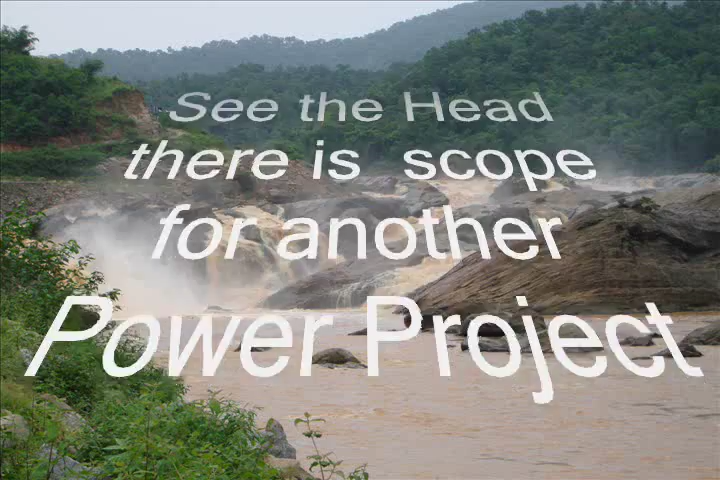 See the Head
there is scope
for another
Power Project